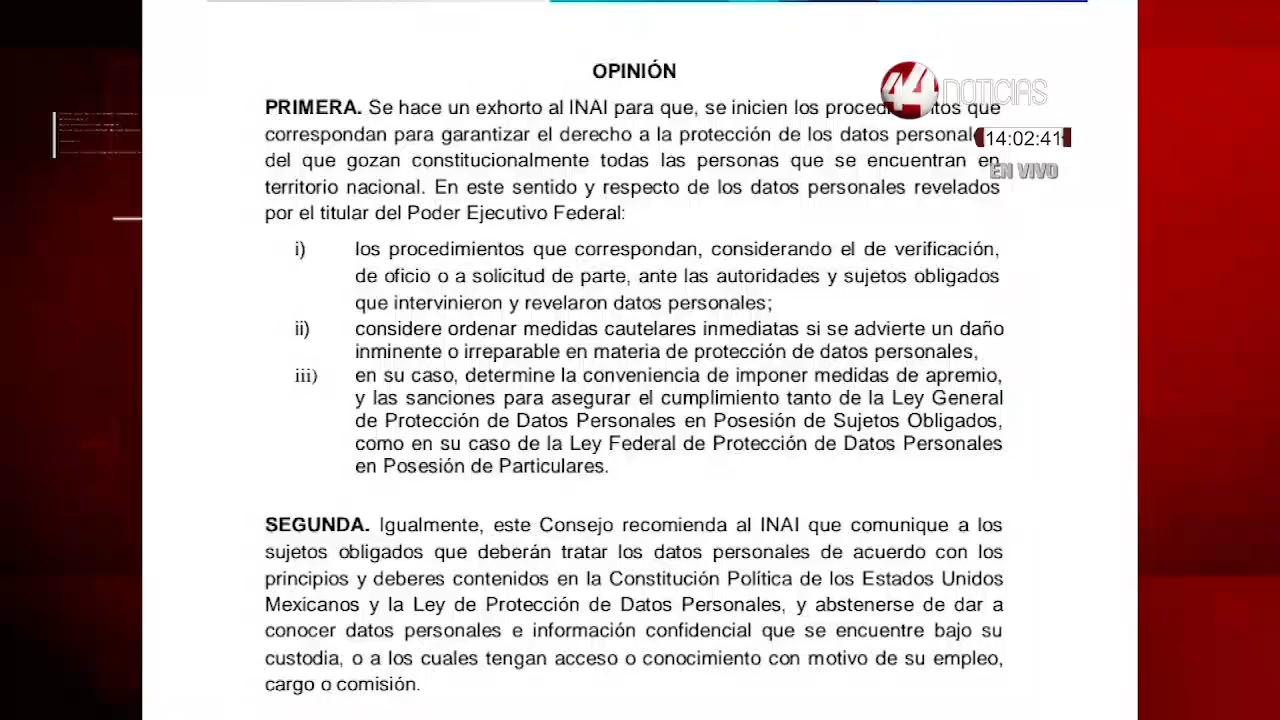 OPINIÓN
44 NOTICIAS
PRIMERA. Se hace un exhorto al INAI para que, se inicien los que
correspondan para garantizar el derecho a la protección de los datos
14:02:41
del que gozan constitucionalmente todas las personas que se encuentran en
EN VIVO
territorio nacional. En este sentido y respecto de los datos personales revelados
por el titular del Poder Ejecutivo Federal:
i) los procedimientos que correspondan, considerando el de verificación,
de oficio o a solicitud de parte, ante las autoridades y sujetos obligados
que intervinieron y revelaron datos personales;
ii) considere ordenar medidas cautelares inmediatas si se advierte un daño
inminente o irreparable en materia de protección de datos personales,
iii) en su caso, determine la conveniencia de imponer medidas de apremio,
y las sanciones para asegurar el cumplimiento tanto de la Ley General
de Protección de Datos Personales en Posesión de Sujetos Obligados,
como en su caso de la Ley Federal de Protección de Datos Personales
en Posesión de Particulares.
SEGUNDA. Igualmente, este Consejo recomienda al INAI que comunique a los
sujetos obligados que deberán tratar los datos personales de acuerdo con los
principios y deberes contenidos en la Constitución Política de los Estados Unidos
Mexicanos y la Ley de Protección de Datos Personales, y abstenerse de dar a
conocer datos personales e información confidencial que se encuentre bajo su
custodia, o a los cuales tengan acceso o conocimiento con motivo de su empleo,
cargo o comisión.